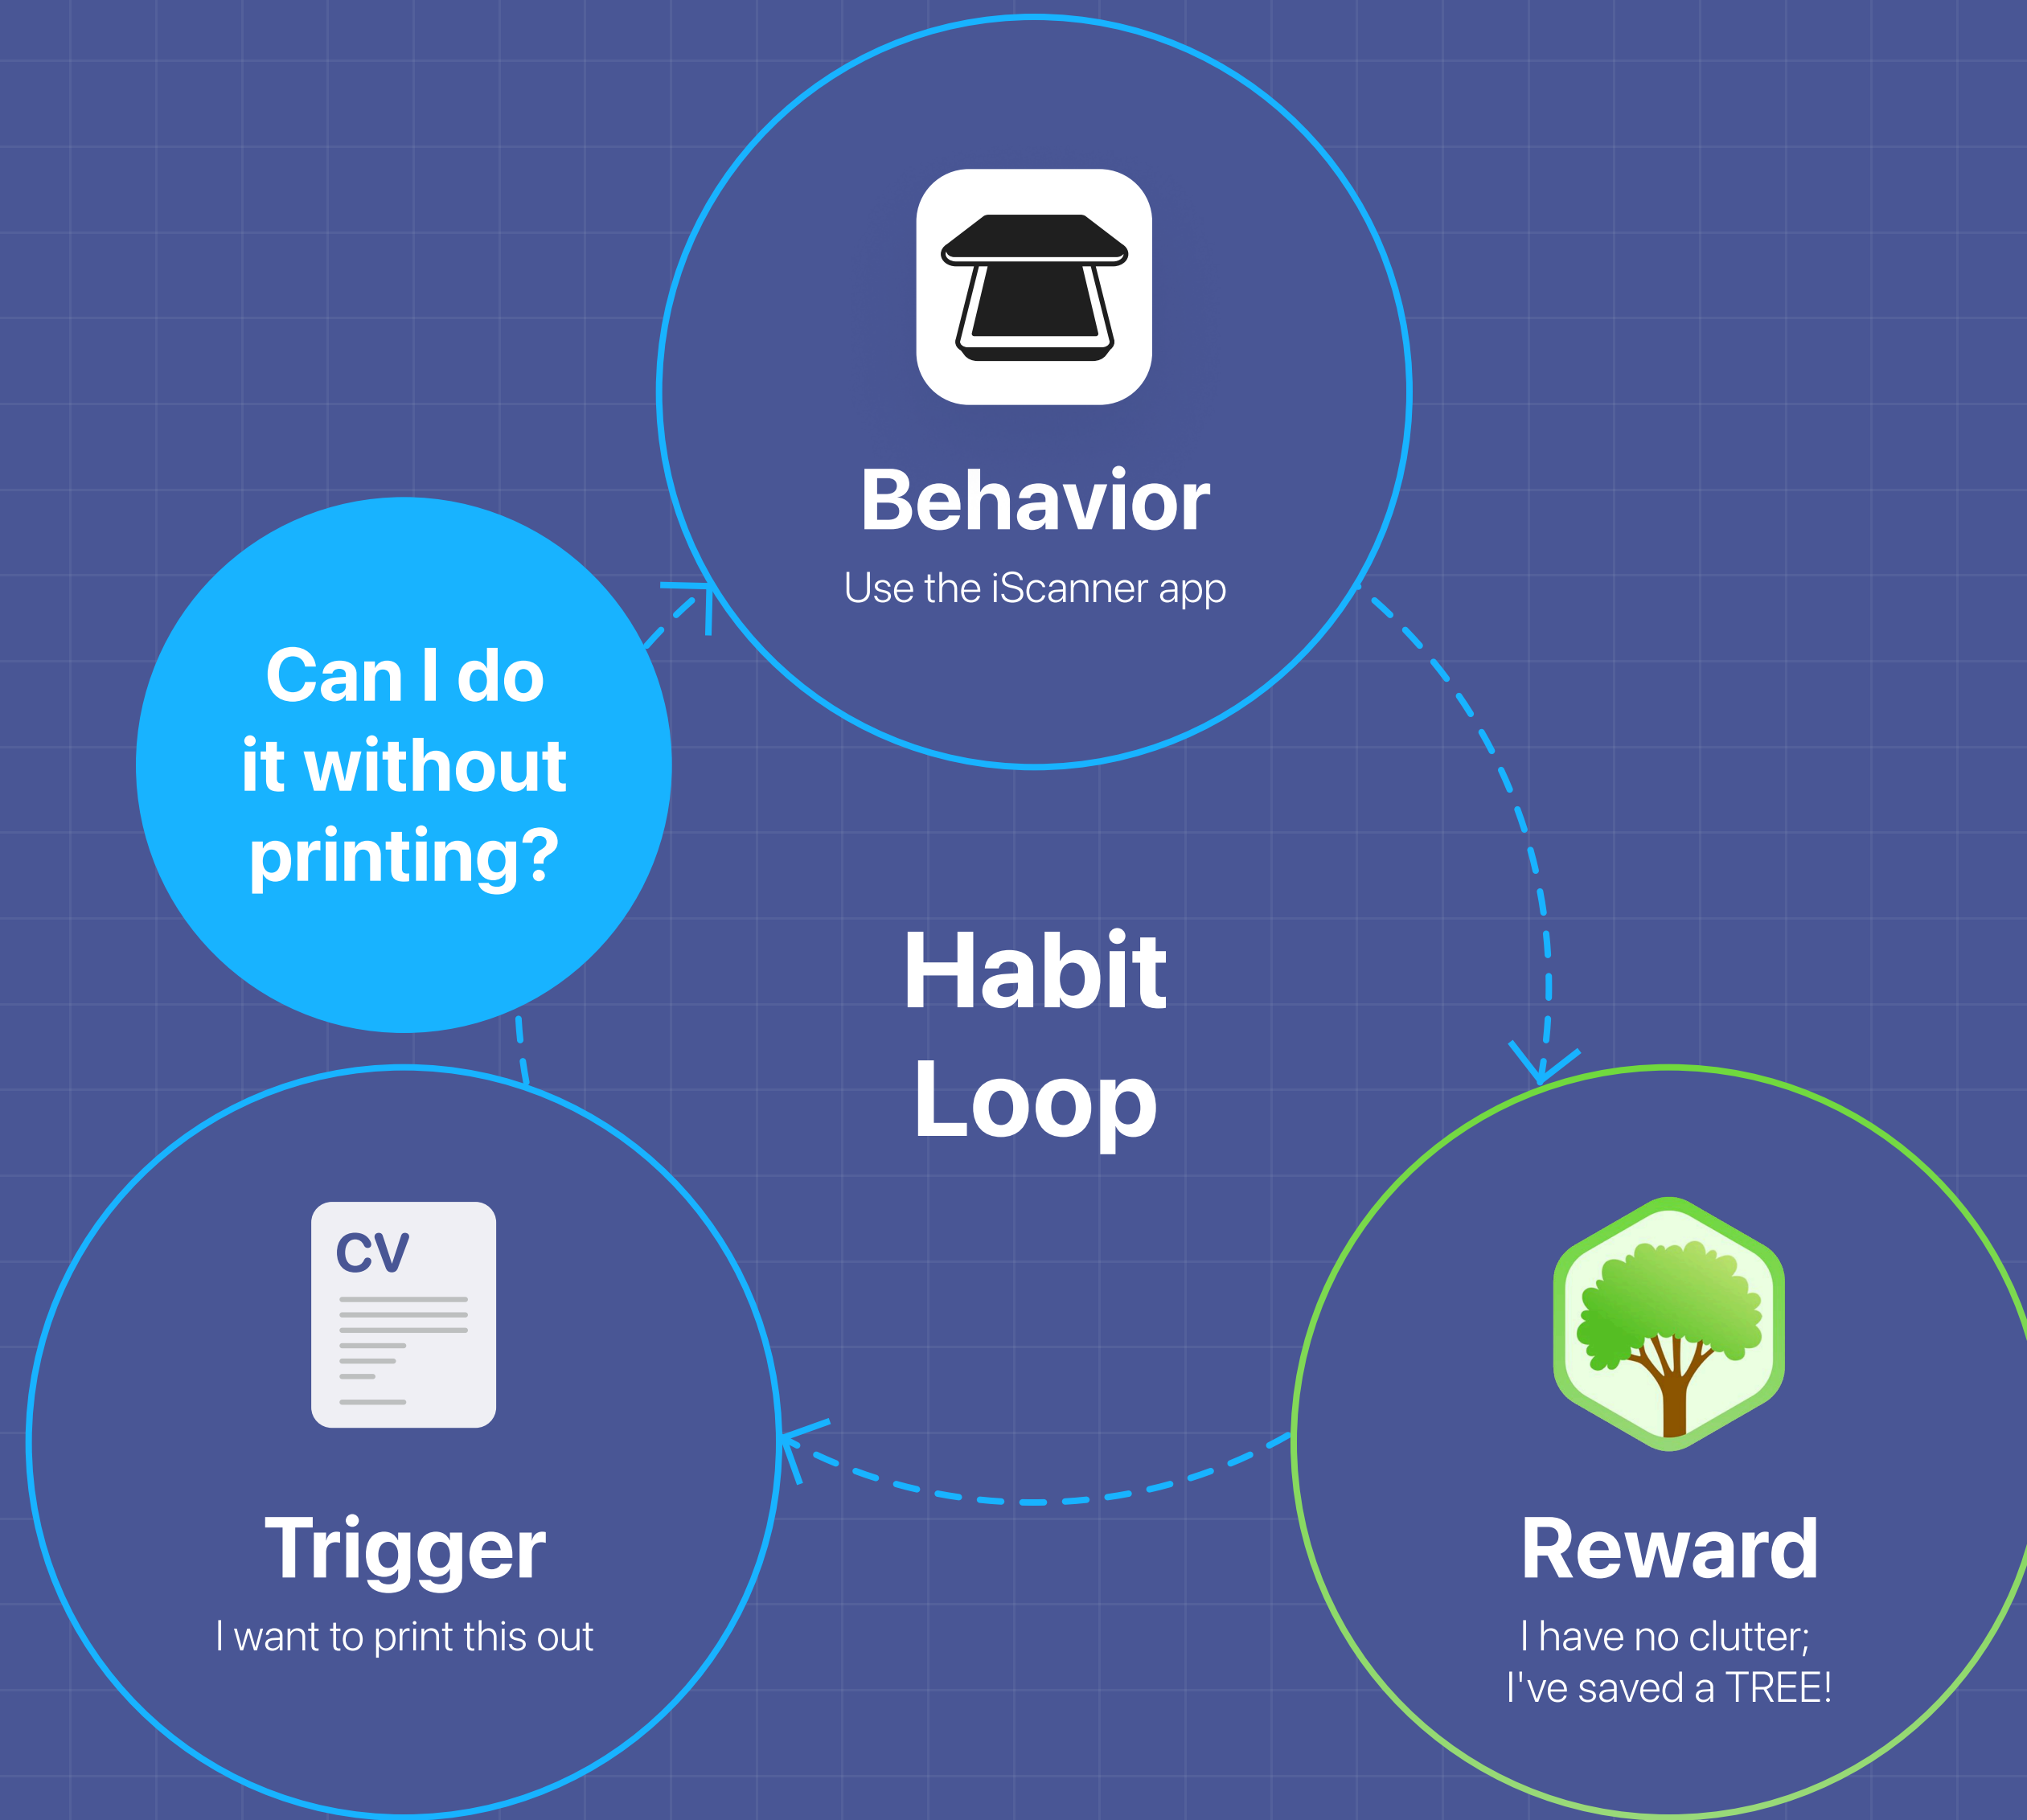 Behavior
Use the iScanner app
Can I do
it without
printing?
Habit
Loop
CV
Trigger
I want to print this out
Reward
I have no clutter;
I've saved a TREE!